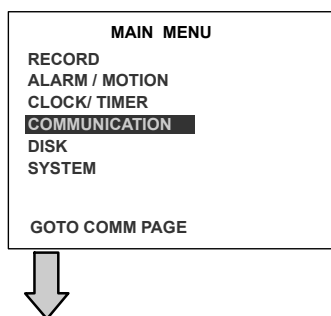 MAIN MENU
RECORD
ALARM / MOTION
CLOCK/ TIMER
COMMUNICATION
DISK
SYSTEM
GOTO COMM PAGE